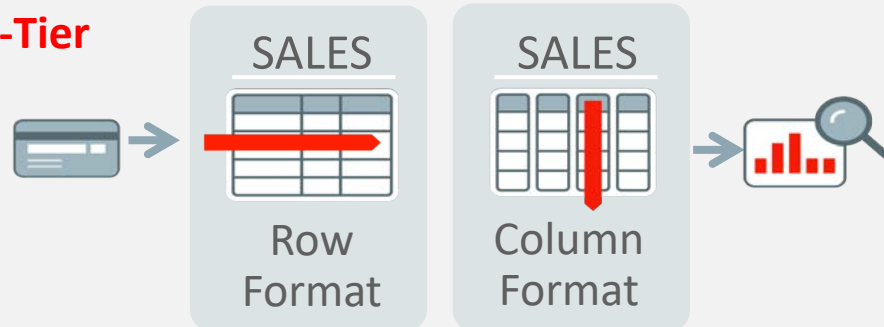 -Tier
SALES
Row
Format
SALES
Column
Format